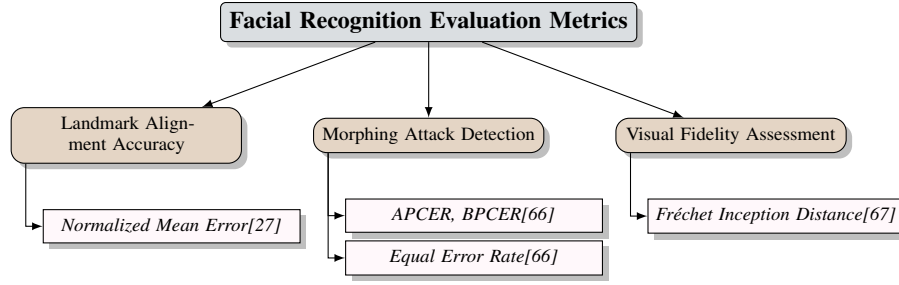 Facial Recognition Evaluation Metrics
Landmark Align-
ment Accuracy
Normalized Mean Error[27]
Morphing Attack Detection
APCER, BPCER[66]
Equal Error Rate[66]
Visual Fidelity Assessment
Fréchet Inception Distance[67]